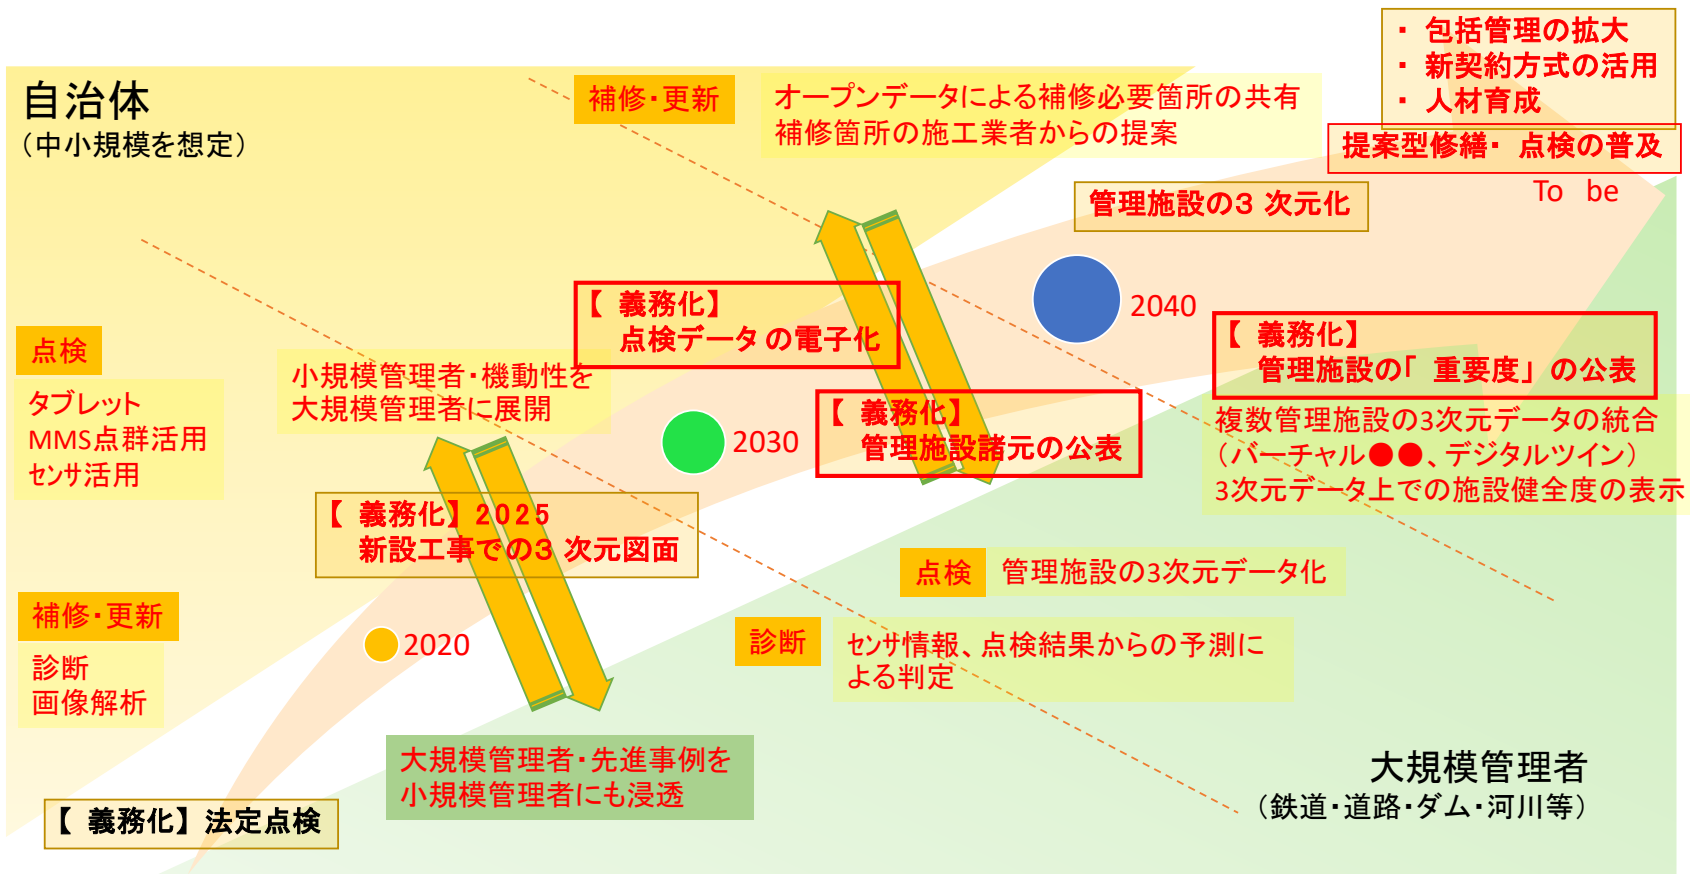 ・ 包括管理の拡大
・ 新契約方式の活用
・ 人材育成
提案型修繕・ 点検の普及
To be
自治体
（中小規模を想定）
補修・更新
オープンデータによる補修必要箇所の共有
補修箇所の施工業者からの提案
管理施設の3 次元化
【 義務化】
点検データの電子化
2040
【 義務化】
管理施設の「 重要度」 の公表
複数管理施設の3次元データの統合
（バーチャル●●、デジタルツイン）
3次元データ上での施設健全度の表示
点検
タブレット
MMS点群活用
センサ活用
小規模管理者・機動性を
大規模管理者に展開
2030
【 義務化】
管理施設諸元の公表
【 義務化】2025
新設工事での3 次元図面
点検
管理施設の3次元データ化
補修・更新
診断
画像解析
2020
診断
センサ情報、点検結果からの予測に
よる判定
大規模管理者・先進事例を
小規模管理者にも浸透
大規模管理者
（鉄道・道路・ダム・河川等）
【 義務化】法定点検